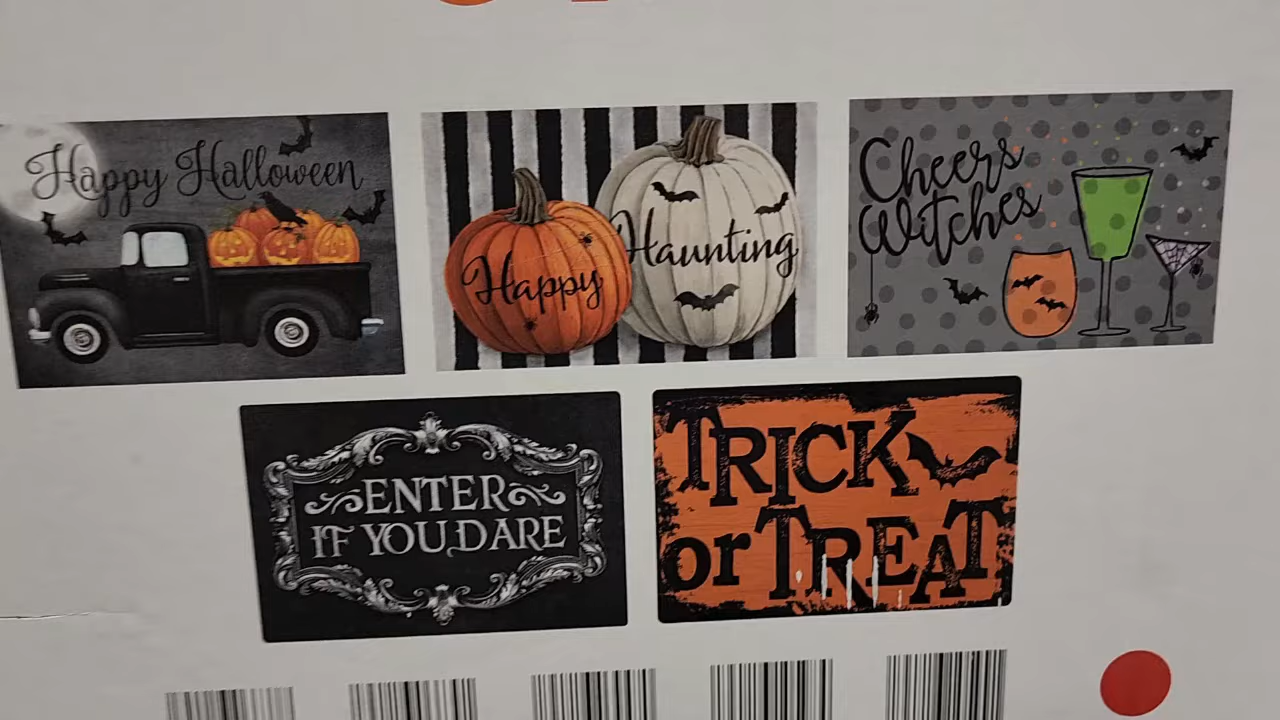 Happy Halloween
Happy
Haunting
Cheers
Witches
ENTER
IF YOU DARE
TRICK
or TREAT